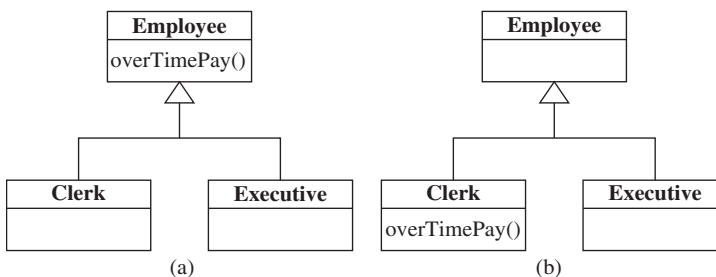 Employee
overTimePay()
Clerk
Executive
(a)
Employee
Clerk
overTimePay()
Executive
(b)